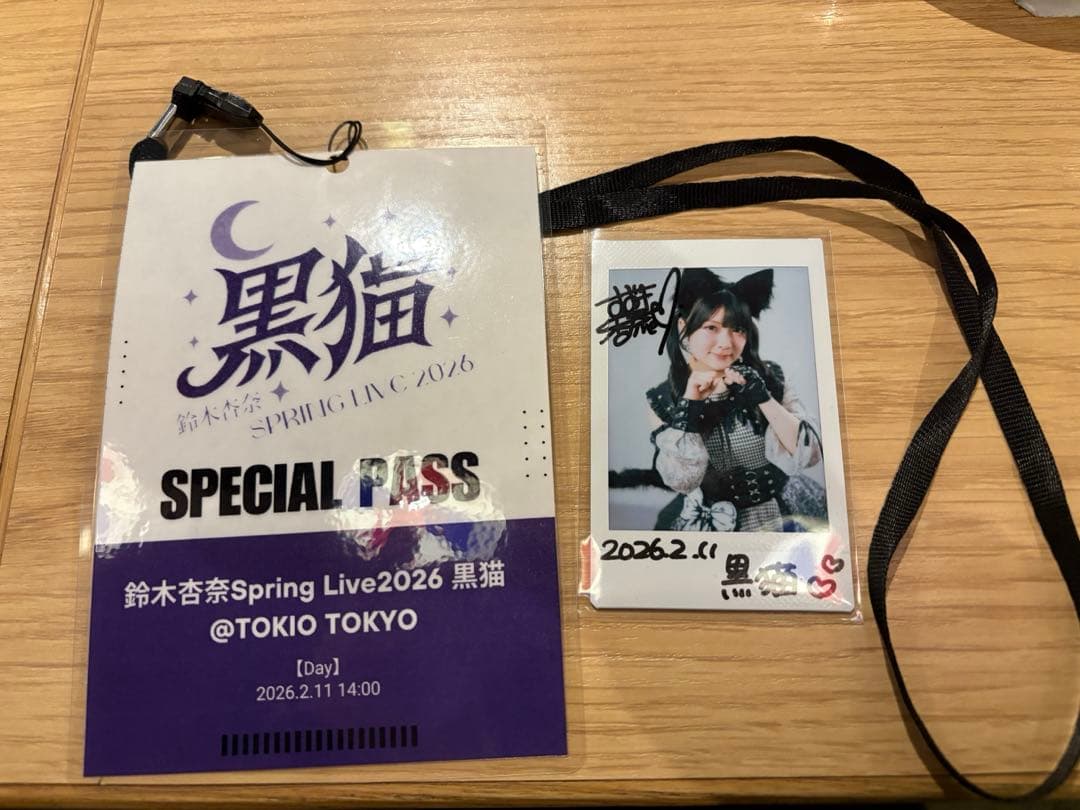 黒猫
鈴木杏奈 SPRING LIVE 2026
SPECIAL PASS
鈴木杏奈Spring Live2026 黒猫
@TOKIO TOKYO
【Day】
2026.2.11 14:00
2026.2.11
黒猫